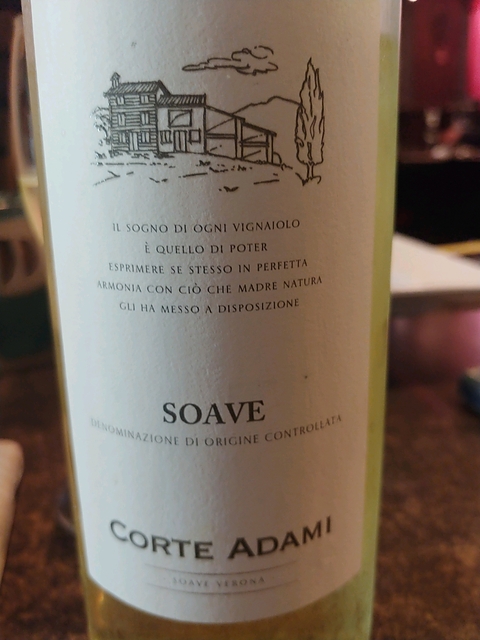 IL SOGNO DI OGNI VIGNAIOLO
È QUELLO DI POTER
ESPRIMERE SE STESSO IN PERFETTA
ARMONIA CON CIÒ CHE MADRE NATURA
GLI HA MESSO A DISPOSIZIONE
SOAVE
DENOMINAZIONE DI ORIGINE CONTROLLATA
CORTE ADAMI
SOAVE VERONA